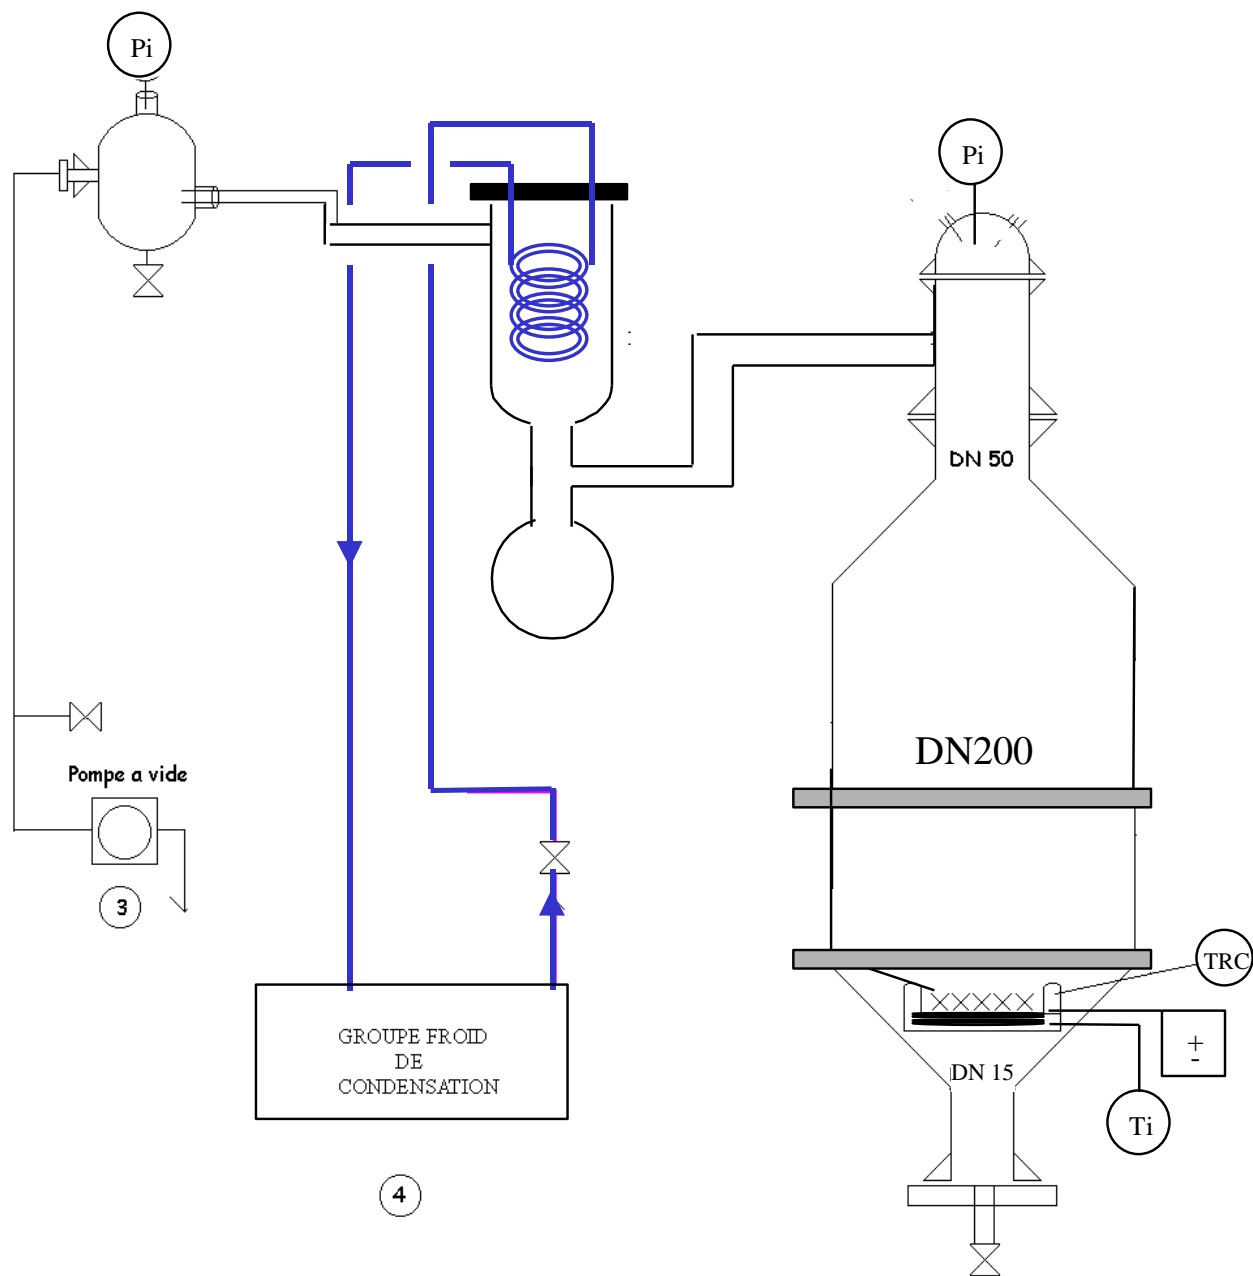 Pi
Pi
DN 50
DN200
Pompe a vide
3
TRC
GROUPE FROID
DE
CONDENSATION
+
-
DN 15
Ti
4